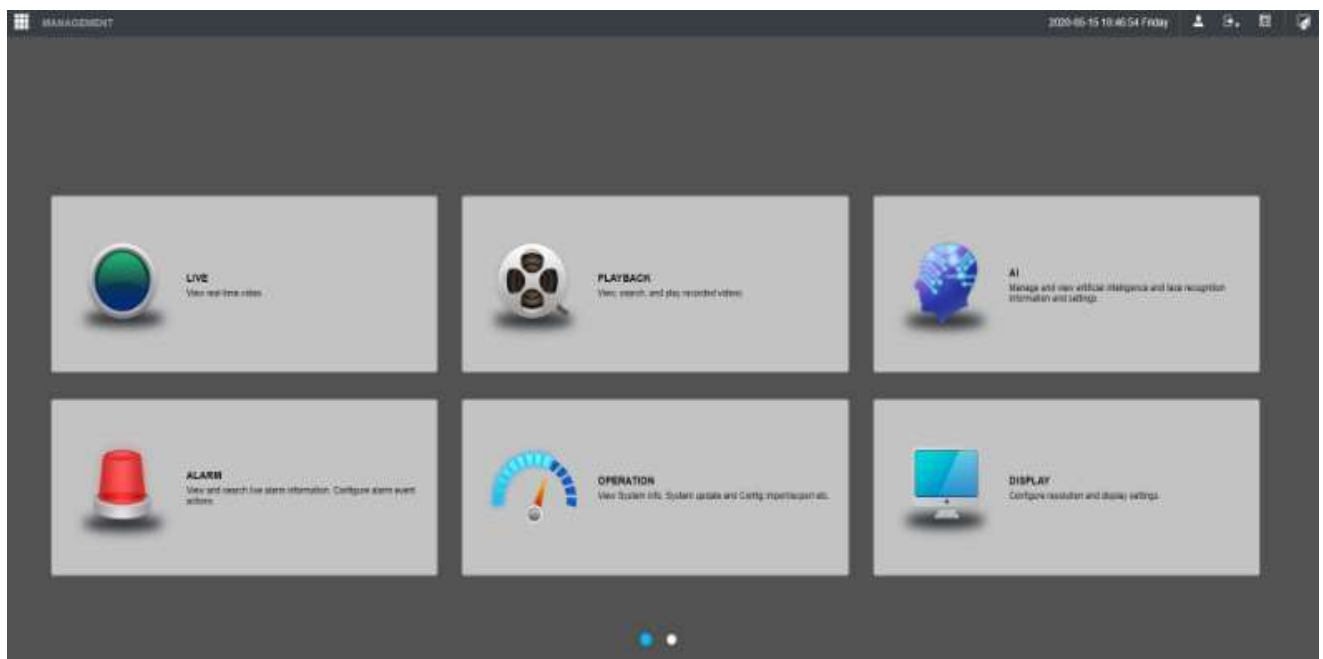 MANAGEMENT
2020-05-15 18:46:54 Friday
LIVE
View real-time video.
PLAYBACK
View, search, and play recorded videos.
AI
Manage and view artificial intelligence and face recognition
information and settings.
ALARM
View and search live alarm information. Configure alarm event
actions.
OPERATION
View System info, System update and Config import/export etc.
DISPLAY
Configure resolution and display settings.